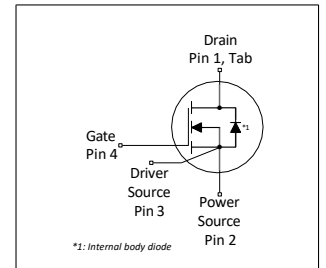 Drain
Pin 1, Tab
*1
Gate
Pin 4
Driver
Source
Pin 3
Power
Source
Pin 2
*1: Internal body diode